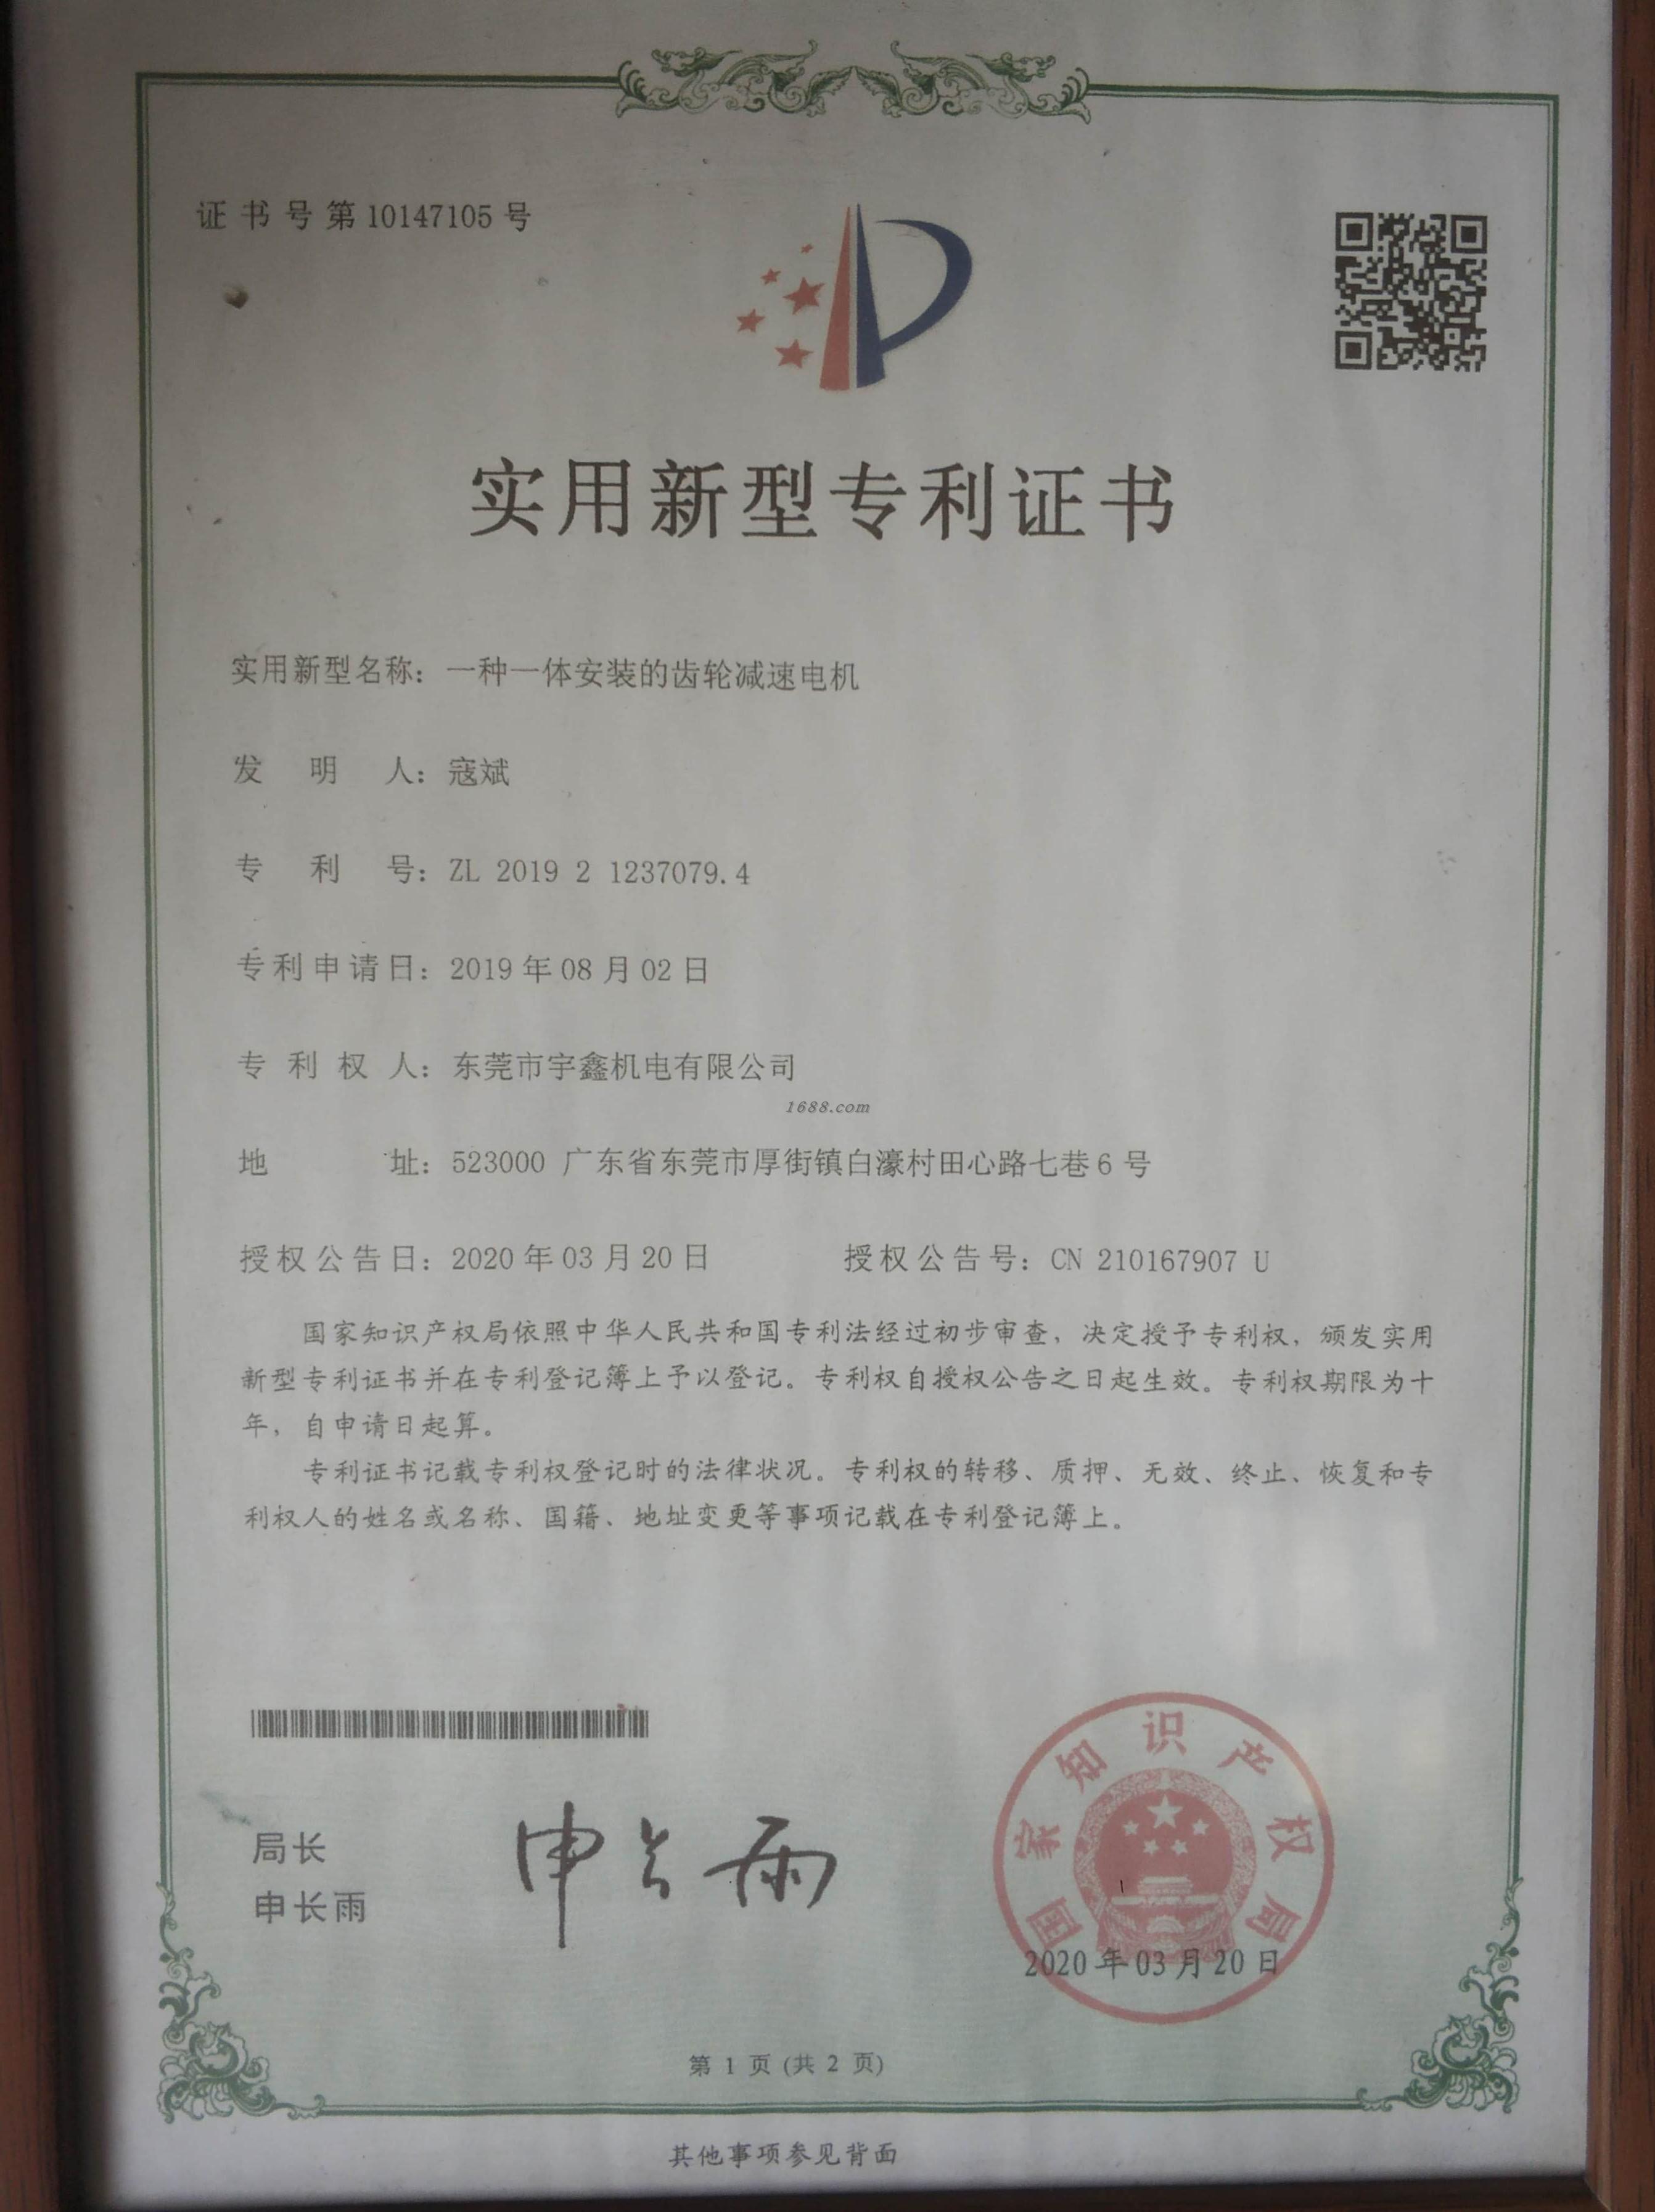 证书号第10147105号
实用新型专利证书
实用新型名称：一种一体安装的齿轮减速电机
发明人：寇斌
专利号：ZL 2019 2 1237079.4
专利申请日：2019年08月02日
专利权人：东莞市宇鑫机电有限公司
1688.com
地址：523000 广东省东莞市厚街镇白濠村田心路七巷6号
授权公告日：2020年03月20日 授权公告号：CN 210167907 U
国家知识产权局依照中华人民共和国专利法经过初步审查，决定授予专利权，颁发实用
新型专利证书并在专利登记簿上予以登记。专利权自授权公告之日起生效。专利权期限为十
年，自申请日起算。
专利证书记载专利权登记时的法律状况。专利权的转移、质押、无效、终止、恢复和专
利权人的姓名或名称、国籍、地址变更等事项记载在专利登记簿上。
局长
申长雨
申长雨
国家知识产权局
2020年03月20日
第 1 页 (共 2 页)
其他事项参见背面